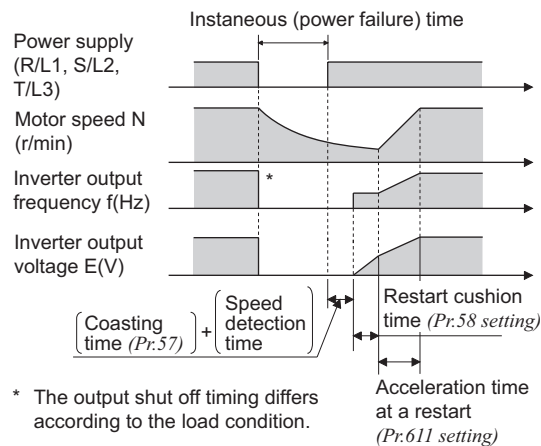 Instaneous (power failure) time
Power supply
(R/L1, S/L2,
T/L3)
Motor speed N
(r/min)
Inverter output
frequency f(Hz)
*
Inverter output
voltage E(V)
Coasting
time (Pr.57)
+
Speed
detection
time
Restart cushion
time (Pr.58 setting)
Acceleration time
at a restart
(Pr.611 setting)
* The output shut off timing differs
according to the load condition.